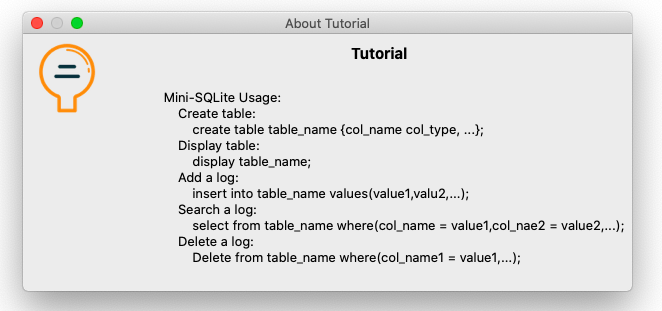 About Tutorial
Tutorial
Mini-SQLite Usage:
Create table:
create table table_name {col_name col_type, ...};
Display table:
display table_name;
Add a log:
insert into table_name values(value1,valu2,...);
Search a log:
select from table_name where(col_name = value1,col_nae2 = value2,...);
Delete a log:
Delete from table_name where(col_name1 = value1,...);